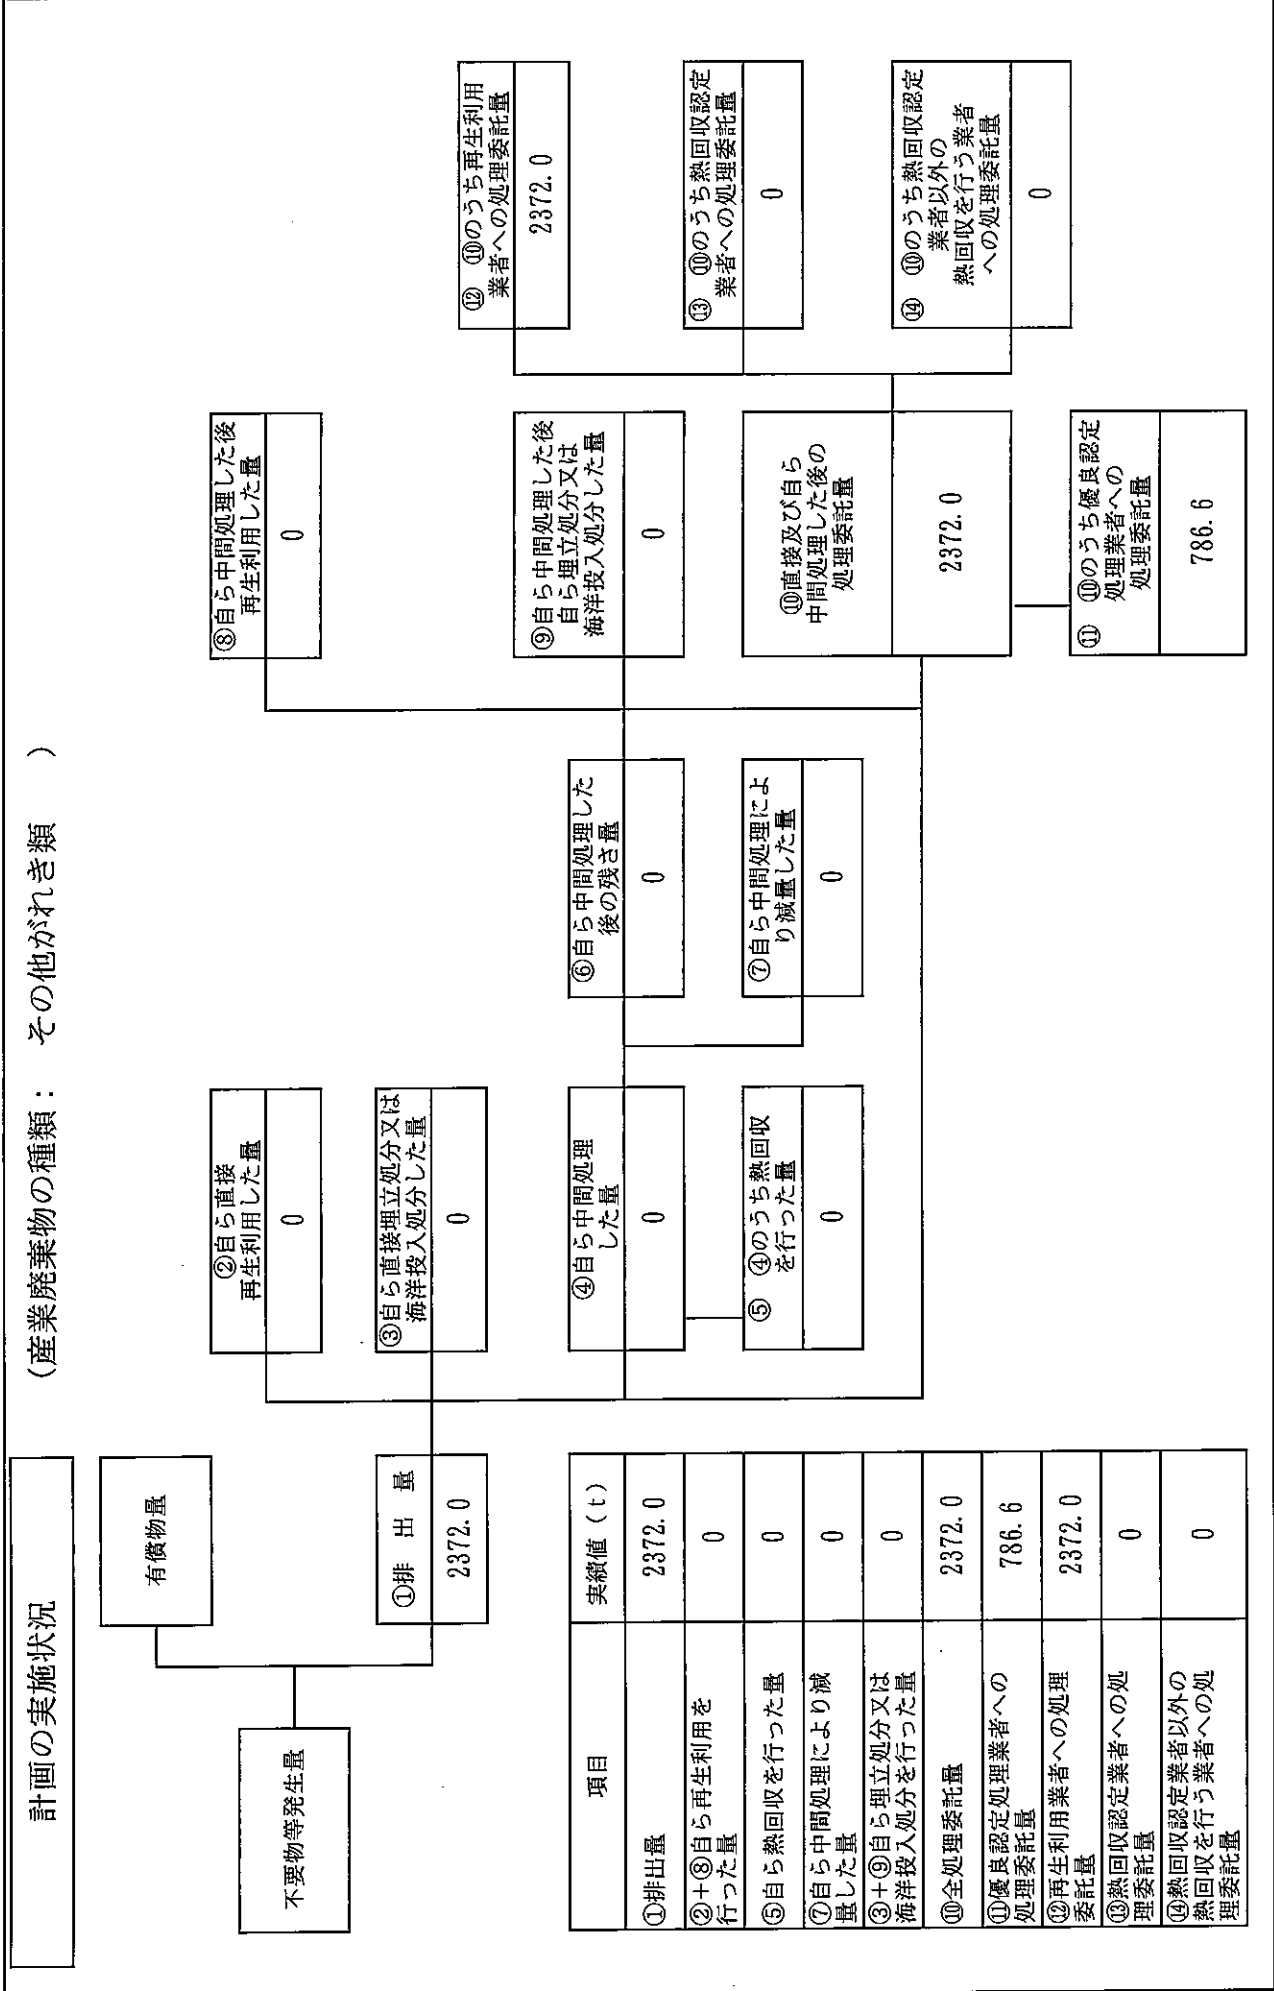 計画の実施状況
(産業廃棄物の種類： その他がれき類 )
不要物等発生量
有償物量
①排 出 量
2372.0
②自ら直接
再生利用した量
0
③自ら直接埋立処分又は
海洋投入処分した量
0
④自ら中間処理
した量
0
⑤ ④のうち熱回収
を行った量
0
⑥自ら中間処理した
後の残さ量
0
⑦自ら中間処理によ
り減量した量
0
⑧自ら中間処理した後
再生利用した量
0
⑨自ら中間処理した後
自ら埋立処分又は
海洋投入処分した量
0
⑩直接及び自ら
中間処理した後の
処理委託量
2372.0
⑪ ⑩のうち優良認定
処理業者への
処理委託量
786.6
⑫ ⑩のうち再生利用
業者への処理委託量
2372.0
⑬ ⑩のうち熱回収認定
業者への処理委託量
0
⑭ ⑩のうち熱回収認定
業者以外の
熱回収を行う業者
への処理委託量
0
項目 実績値（t）
①排出量 2372.0
②+⑧自ら再生利用を
行った量 0
⑤自ら熱回収を行った量 0
⑦自ら中間処理により減
量した量 0
③+⑨自ら埋立処分又は
海洋投入処分を行った量 0
⑩全処理委託量 2372.0
⑪優良認定処理業者への
処理委託量 786.6
⑫再生利用業者への処理
委託量 2372.0
⑬熱回収認定業者への処
理委託量 0
⑭熱回収認定業者以外の
熱回収を行う業者への処
理委託量 0